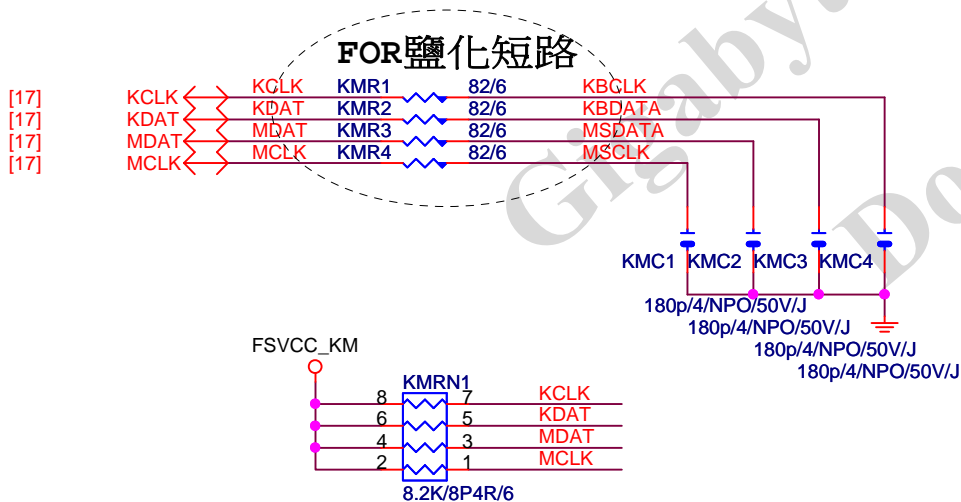 FOR鹽化短路
[17] KCLK KCLK KMR1 82/6 KBCLK
[17] KDAT KDAT KMR2 82/6 KBDATA
[17] MDAT MDAT KMR3 82/6 MSDATA
[17] MCLK MCLK KMR4 82/6 MSCLK
KMC1 KMC2 KMC3 KMC4
180p/4/NPO/50V/J
180p/4/NPO/50V/J
180p/4/NPO/50V/J
180p/4/NPO/50V/J
FSVCC_KM
KMRN1
8 7 KCLK
6 5 KDAT
4 3 MDAT
2 1 MCLK
8.2K/8P4R/6